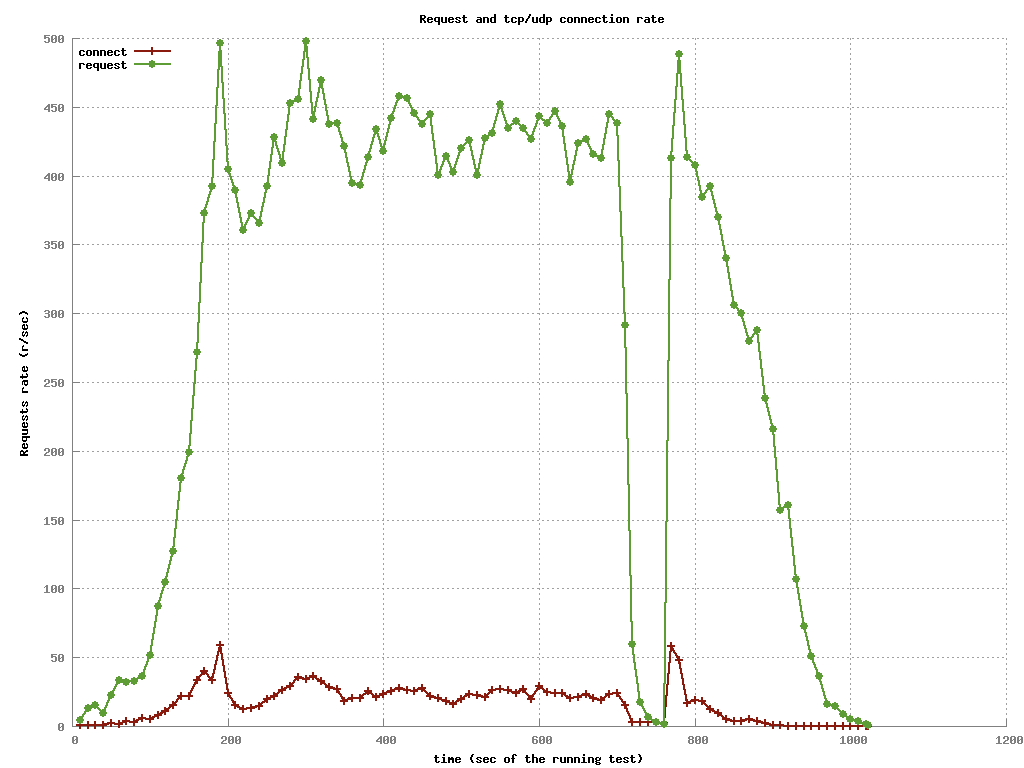 Request and tcp/udp connection rate
500
connect
request
450
400
350
300
250
200
150
100
50
0
0 200 400 600 800 1000 1200
Requests rate (r/sec)
time (sec of the running test)